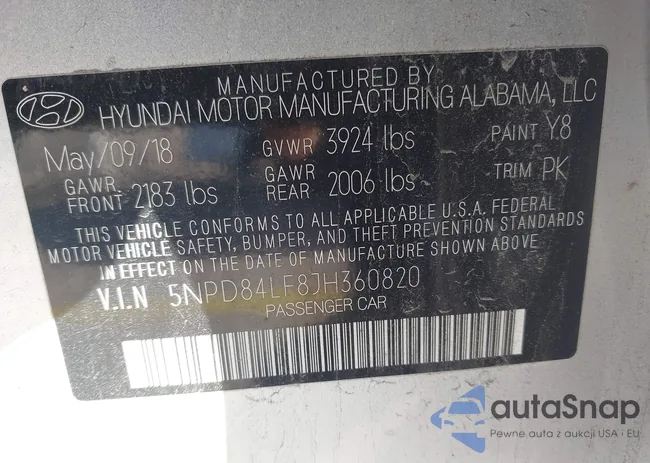 MANUFACTURED BY
HYUNDAI MOTOR MANUFACTURING ALABAMA, LLC
May/09/18 GVWR 3924 lbs PAINT Y8
GAWR FRONT 2183 lbs GAWR REAR 2006 lbs TRIM PK
THIS VEHICLE CONFORMS TO ALL APPLICABLE U.S.A. FEDERAL
MOTOR VEHICLE SAFETY, BUMPER, AND THEFT PREVENTION STANDARDS
IN EFFECT ON THE DATE OF MANUFACTURE SHOWN ABOVE
V.I.N 5NPD84LF8JH360820
PASSENGER CAR
autaSnap
Pewne auta z aukcji USA i EU